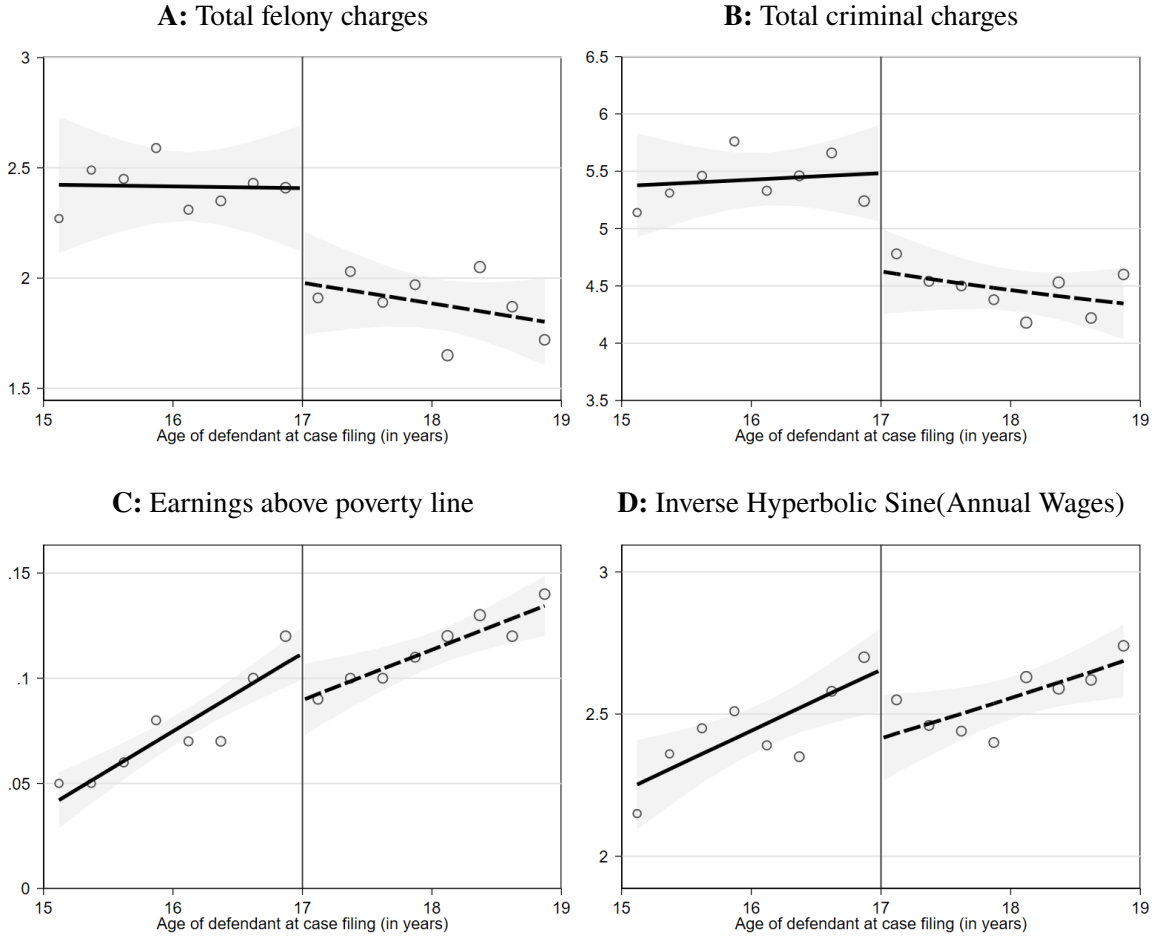 A: Total felony charges
3
2.5
2
1.5
15 16 17 18 19
Age of defendant at case filing (in years)
B: Total criminal charges
6.5
6
5.5
5
4.5
4
3.5
15 16 17 18 19
Age of defendant at case filing (in years)
C: Earnings above poverty line
.15
.1
.05
0
15 16 17 18 19
Age of defendant at case filing (in years)
D: Inverse Hyperbolic Sine(Annual Wages)
3
2.5
2
15 16 17 18 19
Age of defendant at case filing (in years)